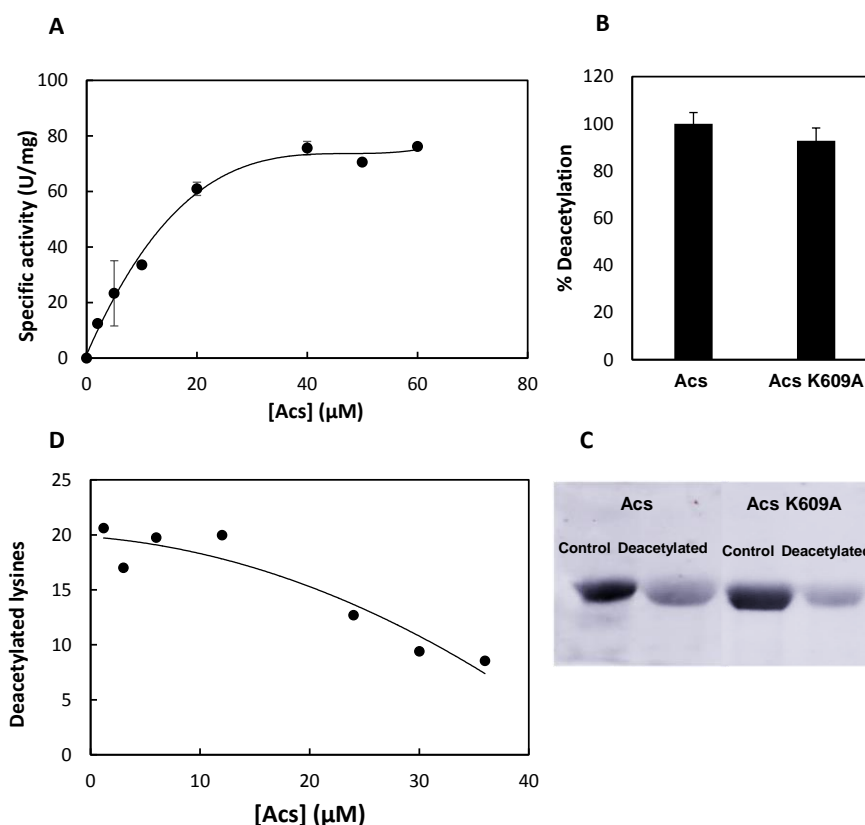 A
Specific activity (U/mg)
100
80
60
40
20
0
0 20 40 60 80
[Acs] (µM)
B
% Deacetylation
120
100
80
60
40
20
0
Acs Acs K609A
D
Deacetylated lysines
25
20
15
10
5
0
0 10 20 30 40
[Acs] (µM)
C
Acs Acs K609A
Control Deacetylated Control Deacetylated